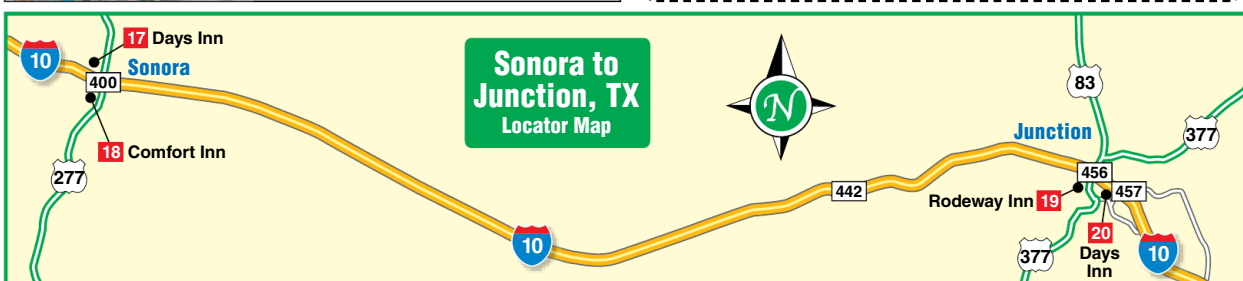 Sonora to
Junction, TX
Locator Map
N
10
17 Days Inn
Sonora
400
18 Comfort Inn
277
10
442
83
Junction
377
456
457
Rodeway Inn 19
20
Days
Inn
377
10